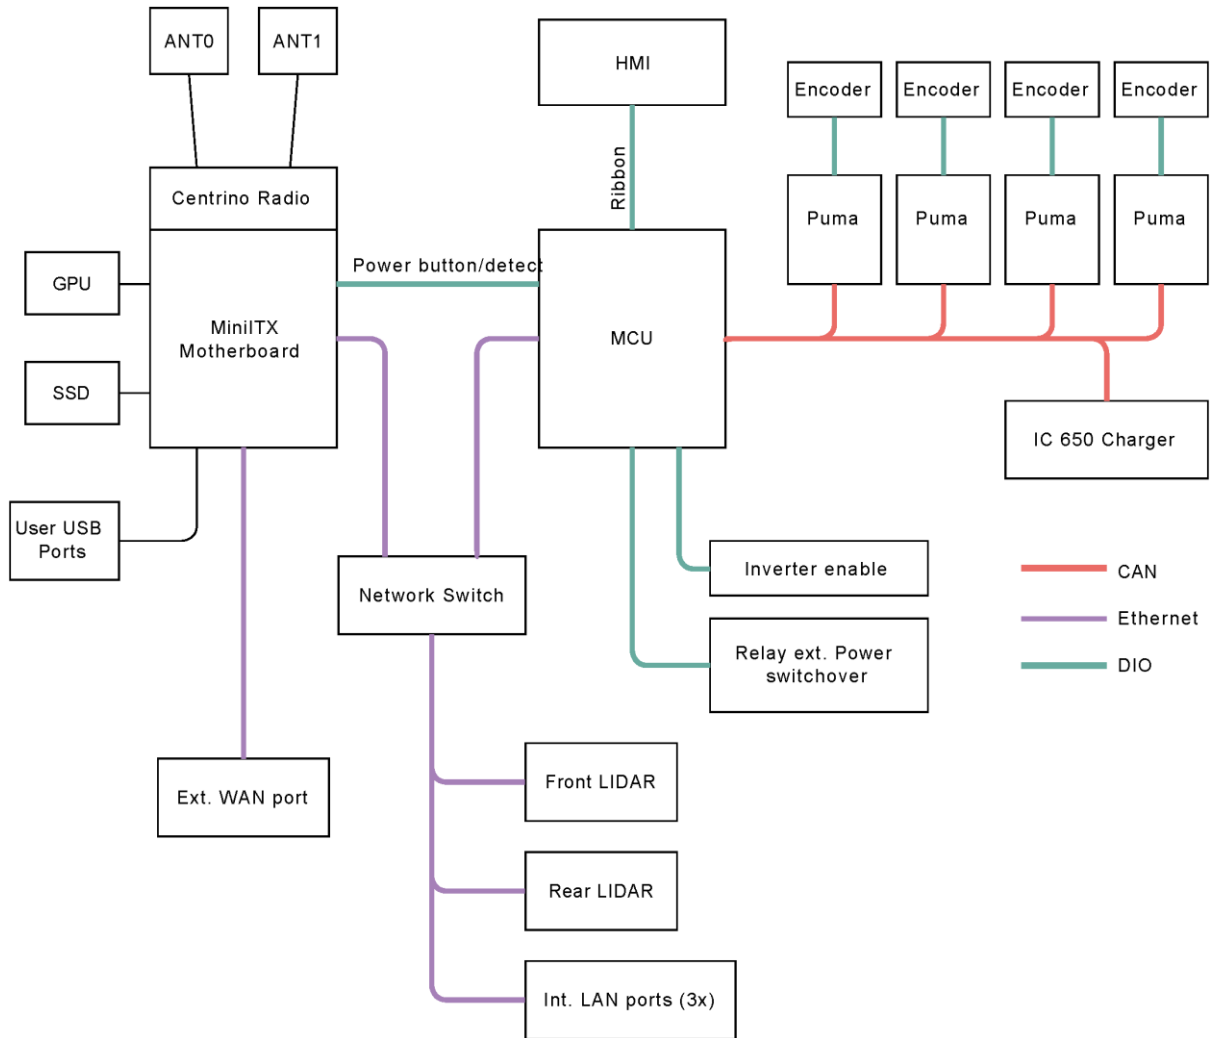 ANT0
ANT1
HMI
Encoder
Encoder
Encoder
Encoder
Ribbon
Centrino Radio
Puma
Puma
Puma
Puma
GPU
Power button/detect
MiniITX
Motherboard
MCU
SSD
IC 650 Charger
User USB
Ports
Network Switch
Inverter enable
CAN
Ethernet
DIO
Relay ext. Power
switchover
Ext. WAN port
Front LIDAR
Rear LIDAR
Int. LAN ports (3x)